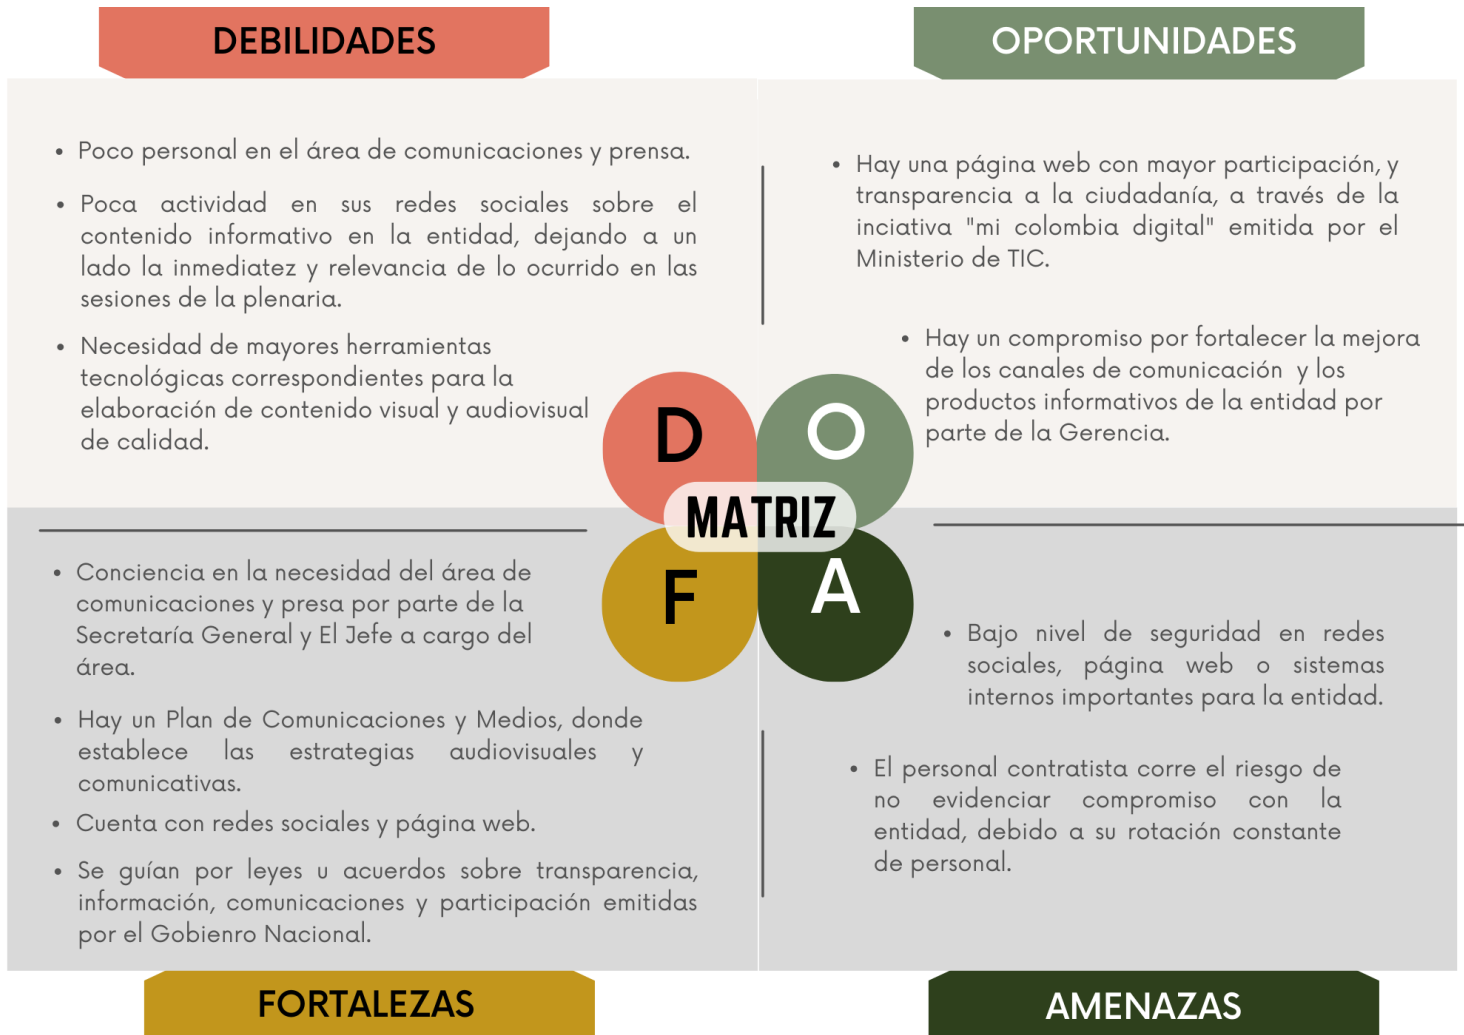 DEBILIDADES
• Poco personal en el área de comunicaciones y prensa.
• Poca actividad en sus redes sociales sobre el
contenido informativo en la entidad, dejando a un
lado la inmediatez y relevancia de lo ocurrido en las
sesiones de la plenaria.
• Necesidad de mayores herramientas
tecnológicas correspondientes para la
elaboración de contenido visual y audiovisual
de calidad.
OPORTUNIDADES
• Hay una página web con mayor participación, y
transparencia a la ciudadanía, a través de la
inciativa "mi colombia digital" emitida por el
Ministerio de TIC.
• Hay un compromiso por fortalecer la mejora
de los canales de comunicación y los
productos informativos de la entidad por
parte de la Gerencia.
D
O
MATRIZ
F
A
• Conciencia en la necesidad del área de
comunicaciones y presa por parte de la
Secretaría General y El Jefe a cargo del
área.
• Hay un Plan de Comunicaciones y Medios, donde
establece las estrategias audiovisuales y
comunicativas.
• Cuenta con redes sociales y página web.
• Se guían por leyes u acuerdos sobre transparencia,
información, comunicaciones y participación emitidas
por el Gobienro Nacional.
FORTALEZAS
• Bajo nivel de seguridad en redes
sociales, página web o sistemas
internos importantes para la entidad.
• El personal contratista corre el riesgo de
no evidenciar compromiso con la
entidad, debido a su rotación constante
de personal.
AMENAZAS